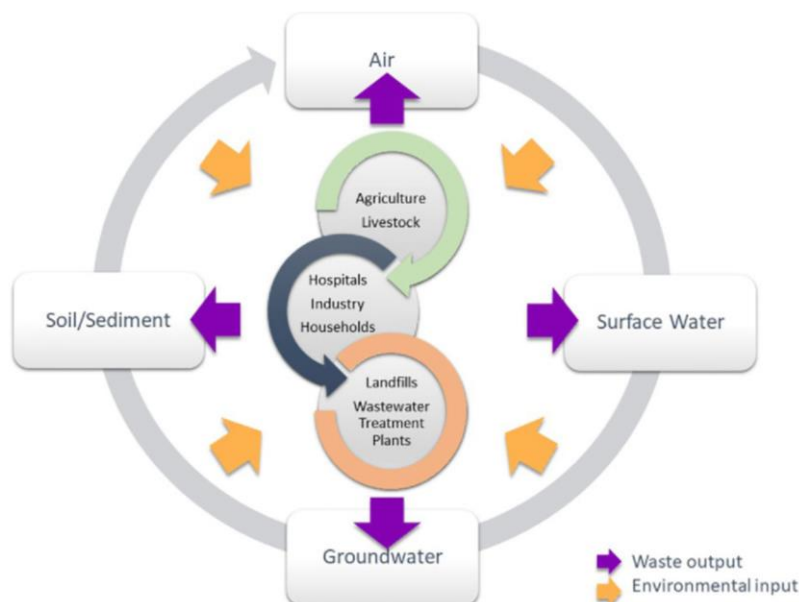 Air
Agriculture
Livestock
Hospitals
Industry
Households
Soil/Sediment
Surface Water
Landfills
Wastewater
Treatment
Plants
Groundwater
Waste output
Environmental input